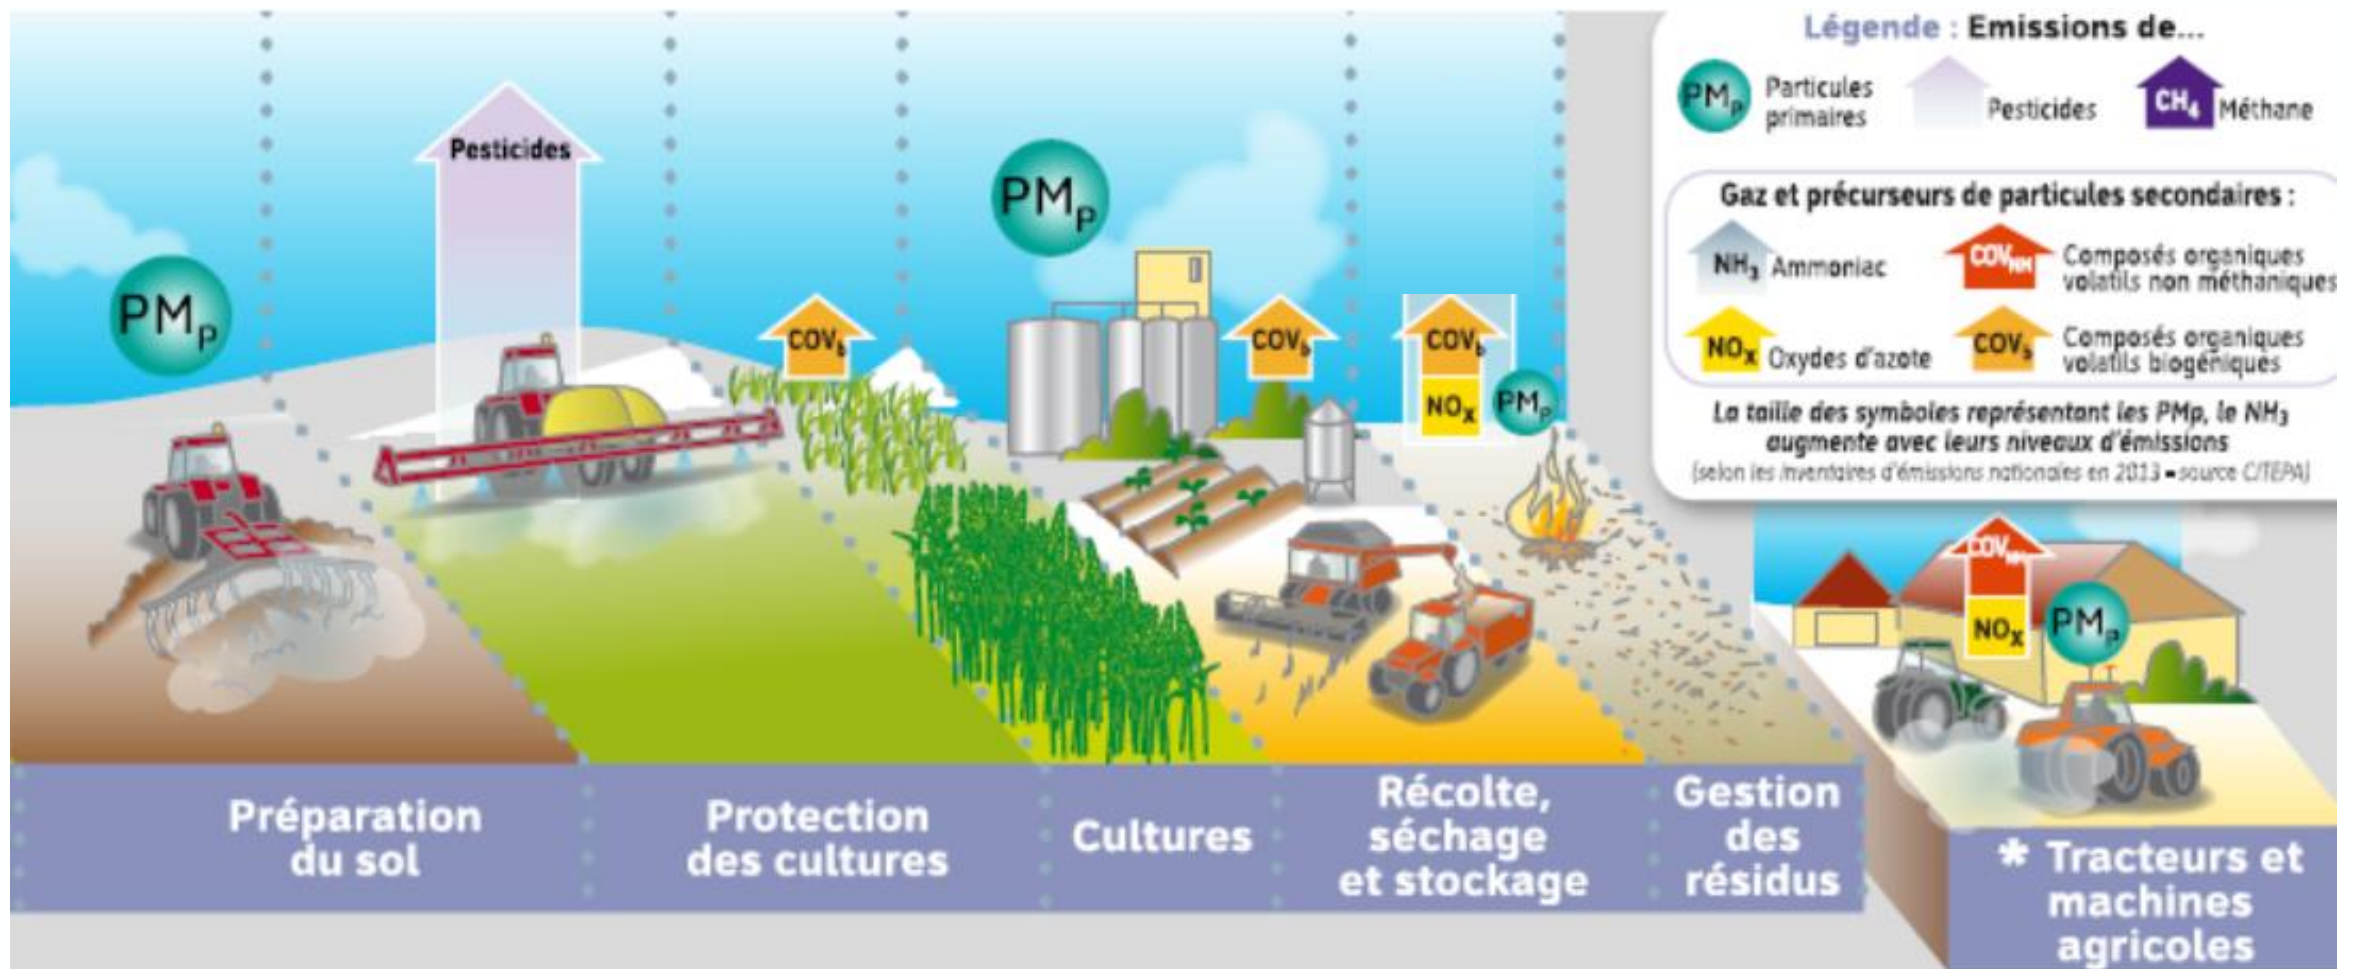 Légende : Emissions de...
PMp
Particules
primaires
Pesticides
CH4
Méthane
Gaz et précurseurs de particules secondaires :
NH3
Ammoniac
COVNM
Composés organiques
volatils non méthaniques
NOx
Oxydes d'azote
COVb
Composés organiques
volatils biogéniques
La taille des symboles représentant les PMp, le NH3
augmente avec leurs niveaux d'émissions
(selon les inventaires d'émissions nationales en 2013 - source CITEPA)
PMp
Pesticides
COVb
PMp
COVb
COVb
NOx
PMp
COVNM
NOx
PMp
Préparation
du sol
Protection
des cultures
Cultures
Récolte,
séchage
et stockage
Gestion
des
résidus
* Tracteurs et
machines
agricoles